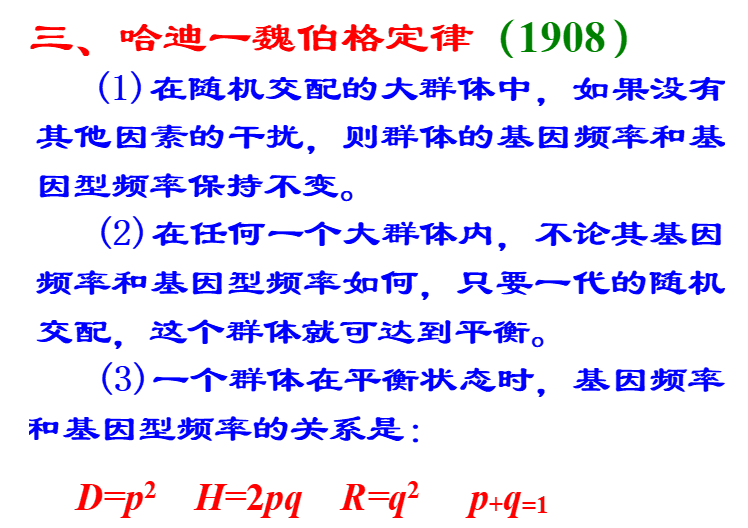 三、哈迪一魏伯格定律（1908）
(1)在随机交配的大群体中，如果没有
其他因素的干扰，则群体的基因频率和基
因型频率保持不变。
(2)在任何一个大群体内，不论其基因
频率和基因型频率如何，只要一代的随机
交配，这个群体就可达到平衡。
(3)一个群体在平衡状态时，基因频率
和基因型频率的关系是：
D=p² H=2pq R=q² p+q=1